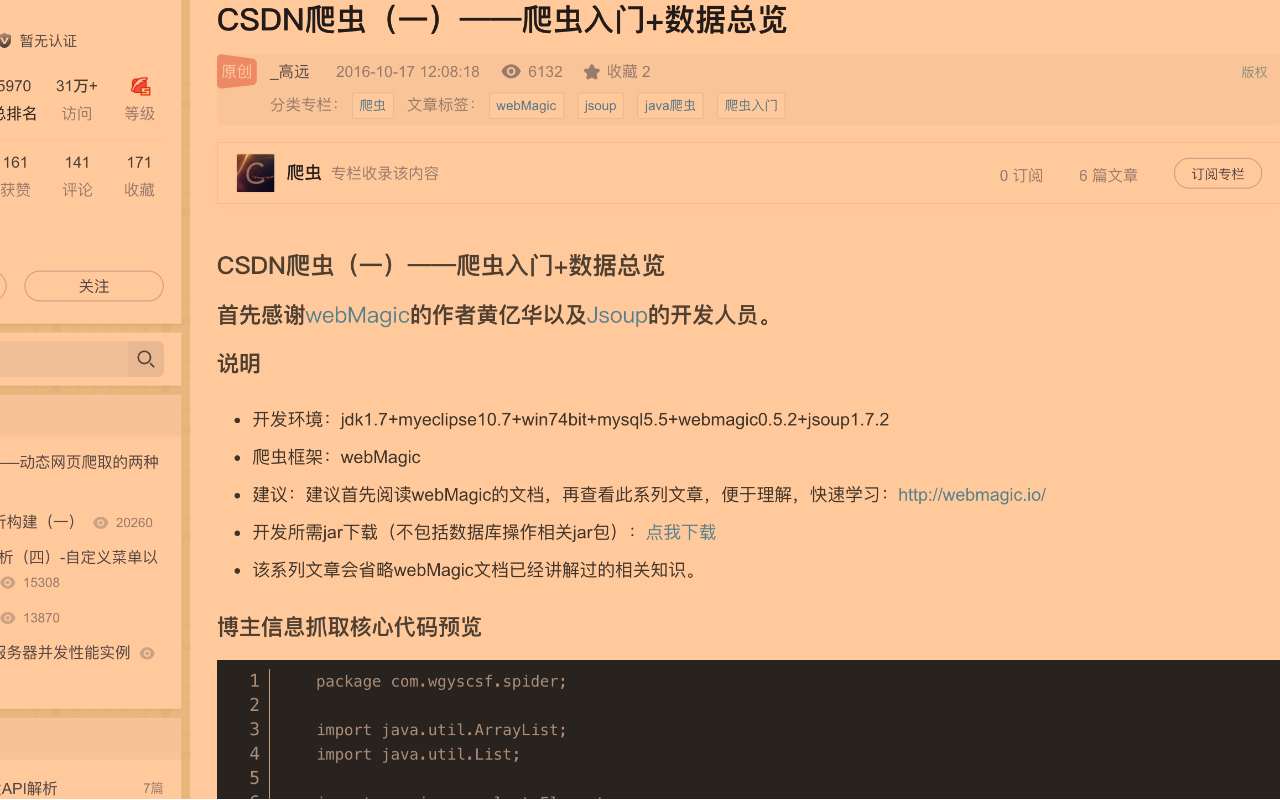 CSDN爬虫（一）——爬虫入门+数据总览
原创 _高远 2016-10-17 12:08:18 6132 收藏 2 版权
分类专栏： 爬虫 文章标签： webMagic jsoup java爬虫 爬虫入门
爬虫 专栏收录该内容 0 订阅 6 篇文章 订阅专栏
CSDN爬虫（一）——爬虫入门+数据总览
首先感谢webMagic的作者黄亿华以及Jsoup的开发人员。
说明
开发环境：jdk1.7+myeclipse10.7+win74bit+mysql5.5+webmagic0.5.2+jsoup1.7.2
爬虫框架：webMagic
建议：建议首先阅读webMagic的文档，再查看此系列文章，便于理解，快速学习：http://webmagic.io/
开发所需jar下载（不包括数据库操作相关jar包）：点我下载
该系列文章会省略webMagic文档已经讲解过的相关知识。
博主信息抓取核心代码预览
1 package com.wgyscsf.spider;
2
3 import java.util.ArrayList;
4 import java.util.List;
5
暂无认证
5970 31万+
总排名 访问 等级
161 141 171
获赞 评论 收藏
关注
——动态网页爬取的两种
析构建（一） 20260
析（四）-自定义菜单以
15308
13870
服务器并发性能实例
API解析 7篇